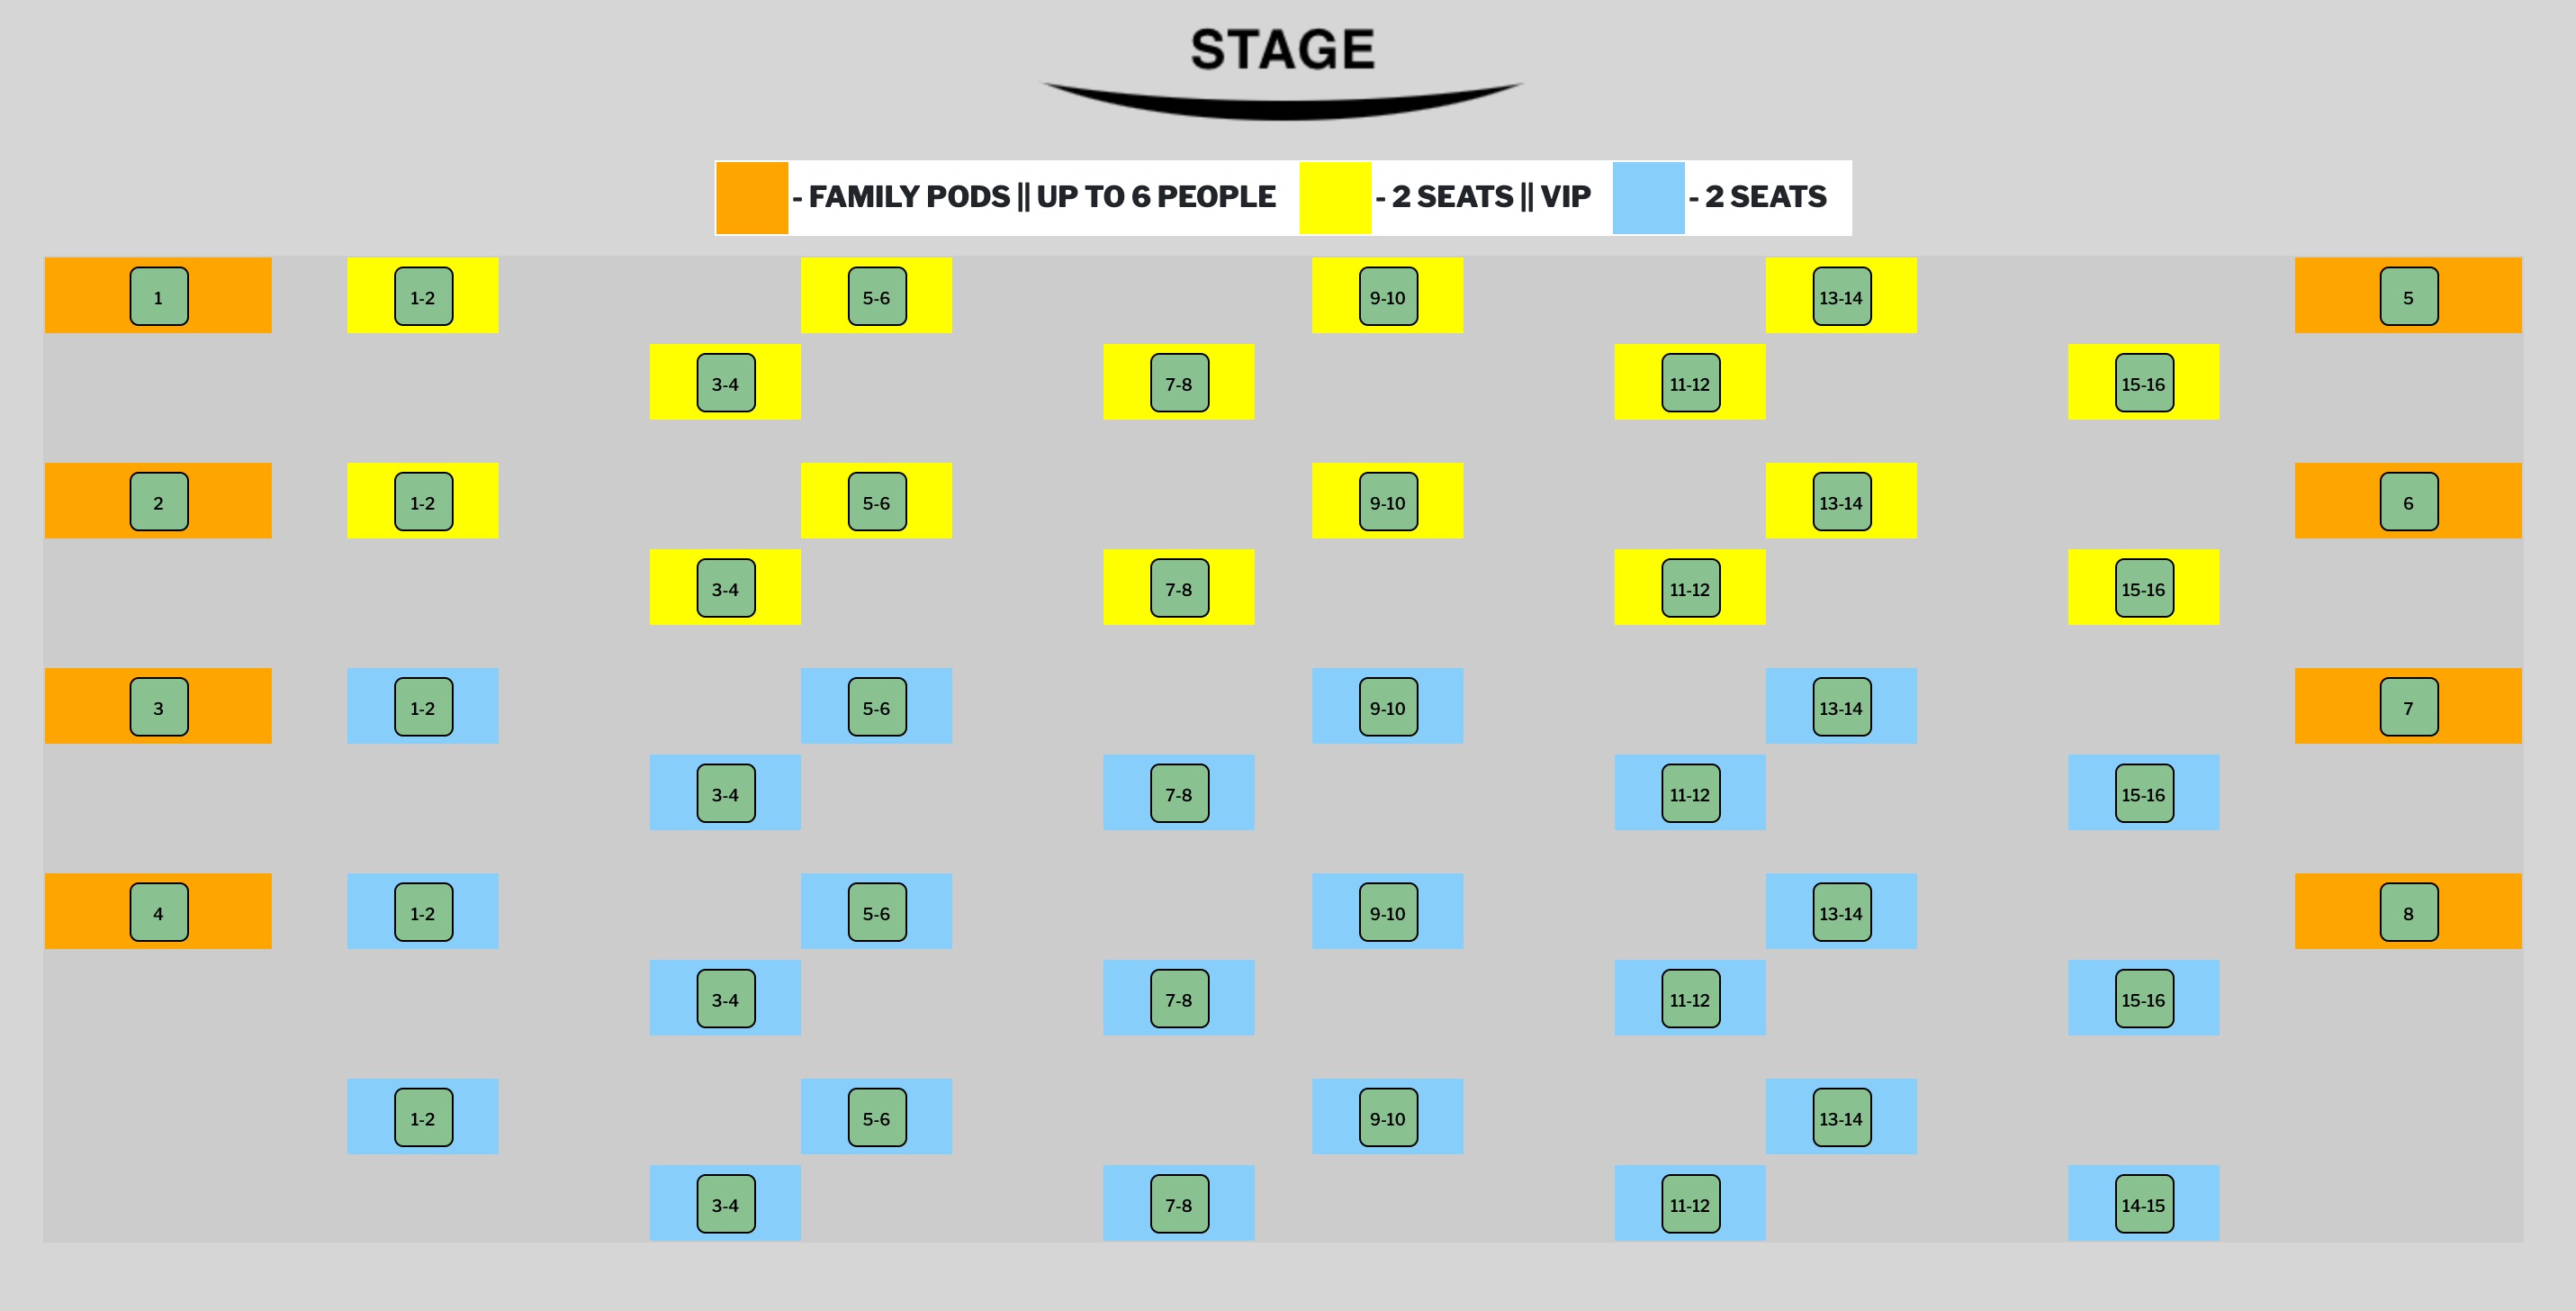 STAGE
- FAMILY PODS || UP TO 6 PEOPLE - 2 SEATS || VIP - 2 SEATS
1 1-2 5-6 9-10 13-14 5
3-4 7-8 11-12 15-16
2 1-2 5-6 9-10 13-14 6
3-4 7-8 11-12 15-16
3 1-2 5-6 9-10 13-14 7
3-4 7-8 11-12 15-16
4 1-2 5-6 9-10 13-14 8
3-4 7-8 11-12 15-16
1-2 5-6 9-10 13-14
3-4 7-8 11-12 14-15